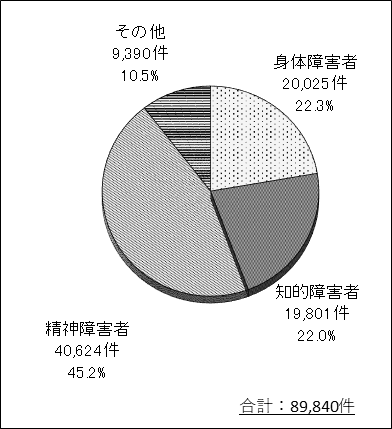 その他
9,390件
10.5%
身体障害者
20,025件
22.3%
知的障害者
19,801件
22.0%
精神障害者
40,624件
45.2%
合計：89,840件